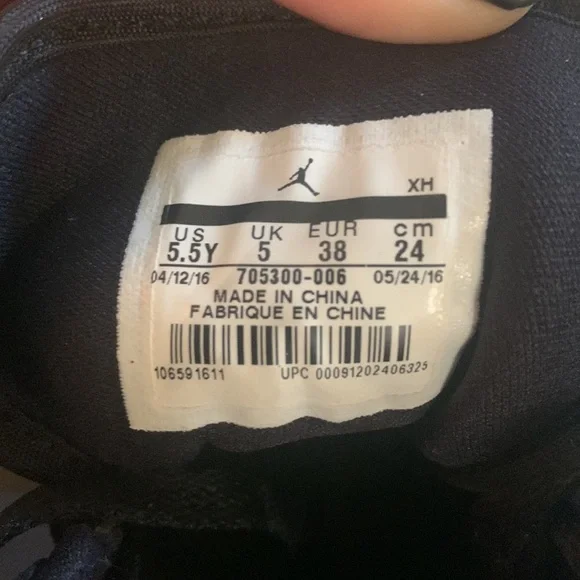 XH
US UK EUR cm
5.5Y 5 38 24
04/12/16 705300-006 05/24/16
MADE IN CHINA
FABRIQUE EN CHINE
106591611 UPC 00091202406325